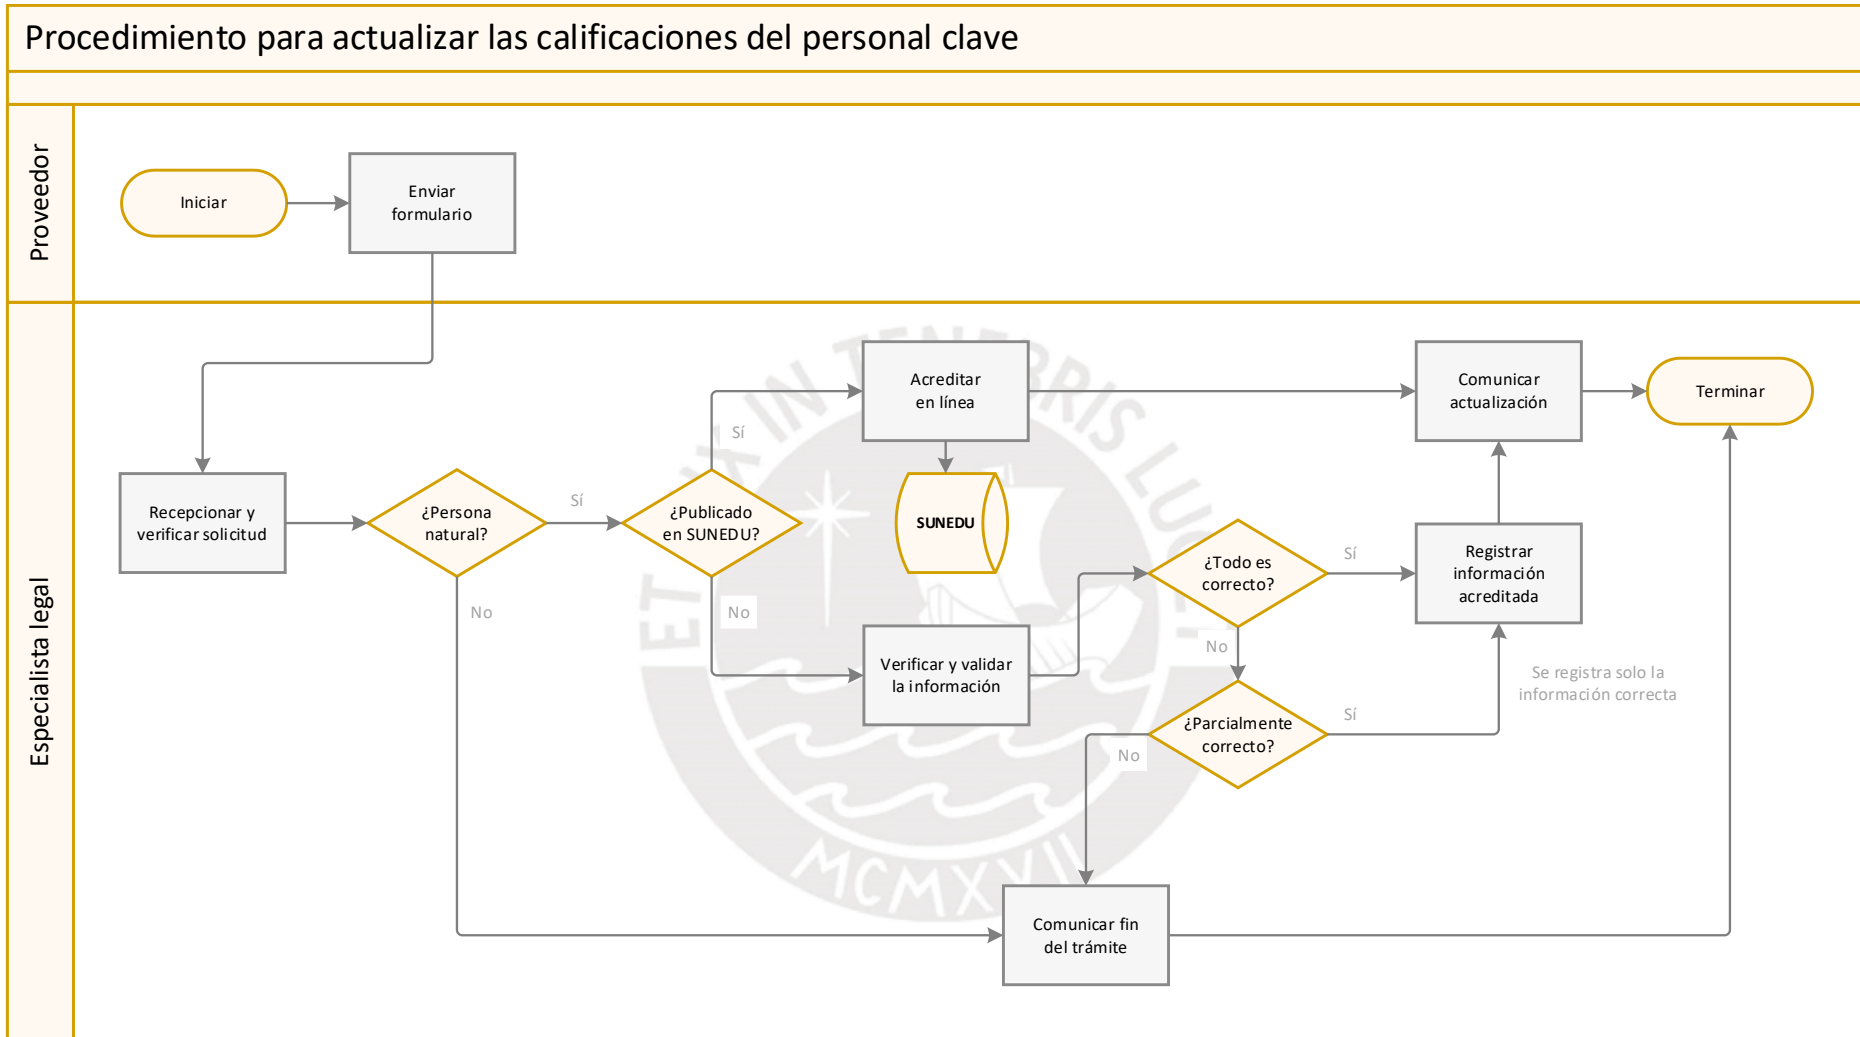 Procedimiento para actualizar las calificaciones del personal clave
Proveedor
Iniciar
Enviar
formulario
Especialista legal
Recepcionar y
verificar solicitud
¿Persona
natural?
Sí
No
¿Publicado
en SUNEDU?
Sí
No
Acreditar
en línea
SUNEDU
Verificar y validar
la información
¿Todo es
correcto?
Sí
No
¿Parcialmente
correcto?
Sí
No
Registrar
información
acreditada
Se registra solo la
información correcta
Comunicar
actualización
Terminar
Comunicar fin
del trámite
MCMXVII